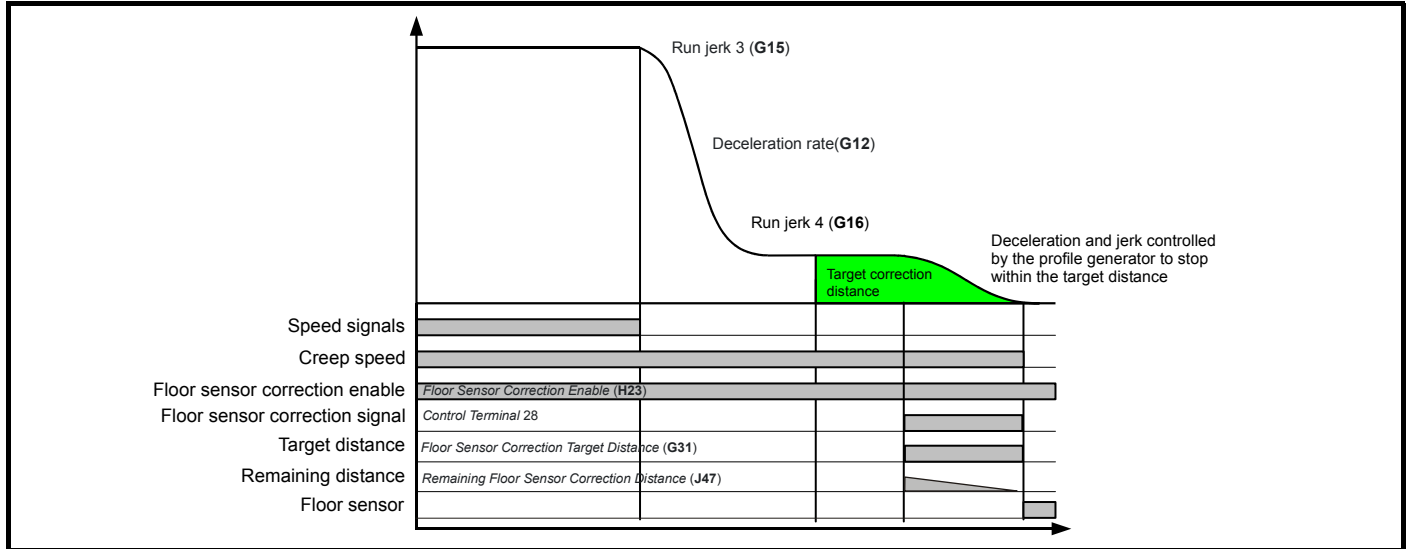 Run jerk 3 (G15)
Deceleration rate(G12)
Run jerk 4 (G16)
Deceleration and jerk controlled
by the profile generator to stop
within the target distance
Target correction
distance
Speed signals
Creep speed
Floor sensor correction enable
Floor Sensor Correction Enable (H23)
Floor sensor correction signal
Control Terminal 28
Target distance
Floor Sensor Correction Target Distance (G31)
Remaining distance
Remaining Floor Sensor Correction Distance (J47)
Floor sensor